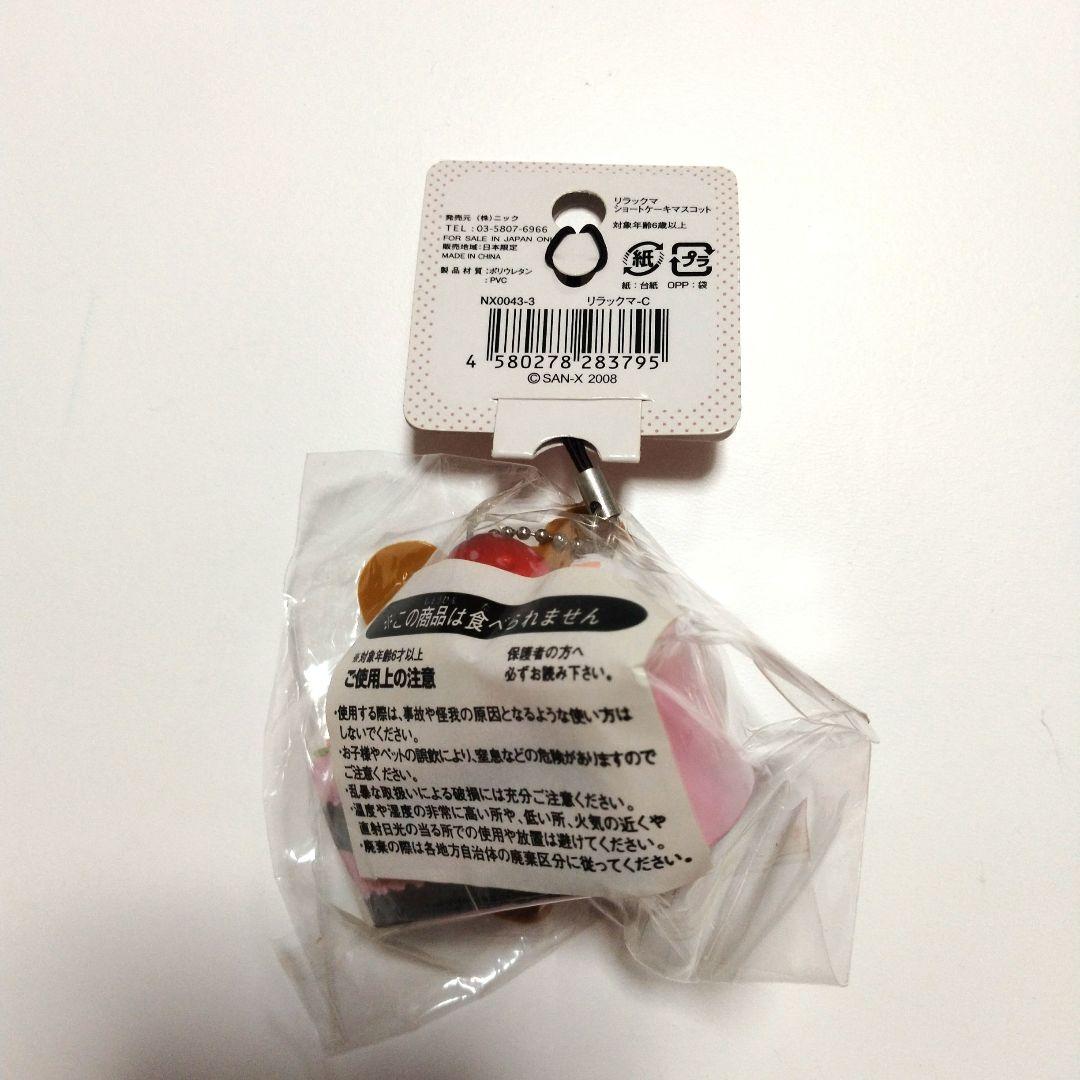 リラックマ
ショートケーキマスコット
対象年齢6歳以上
発売元 (株)ニック
TEL:03-5807-6966
FOR SALE IN JAPAN ON
販売地域:日本限定
MADE IN CHINA
製品材質:ポリウレタン
:PVC
紙
プラ
紙:台紙 OPP:袋
NX0043-3 リラックマ-C
4 580278 283795
©SAN-X 2008
※この商品は食べられません
※対象年齢6才以上
ご使用上の注意
保護者の方へ
必ずお読み下さい。
・使用する際は、事故や怪我の原因となるような使い方は
しないでください。
・お子様やペットの誤飲により、窒息などの危険がありますので
ご注意ください。
・乱暴な取扱いによる破損には充分ご注意ください。
・温度や湿度の非常に高い所や、低い所、火気の近くや
直射日光の当る所での使用や放置は避けてください。
・廃棄の際は各地方自治体の廃棄区分に従ってください。